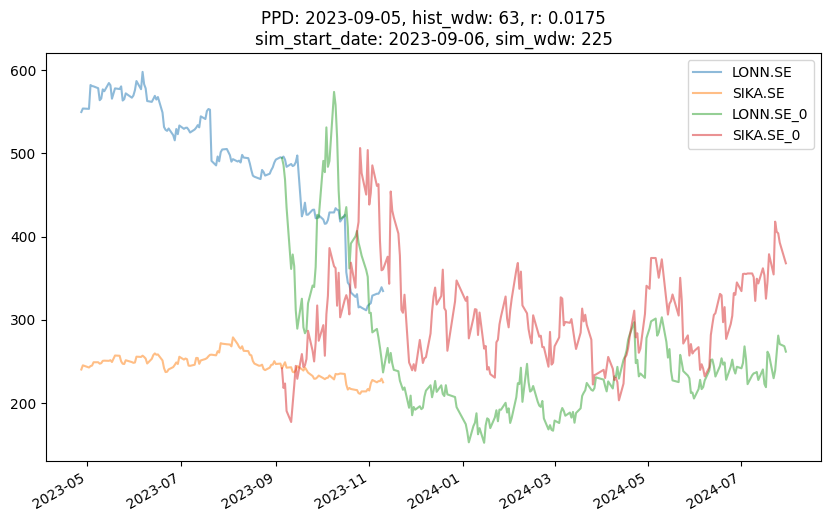 PPD: 2023-09-05, hist_wdw: 63, r: 0.0175
sim_start_date: 2023-09-06, sim_wdw: 225
LONN.SE
SIKA.SE
LONN.SE_0
SIKA.SE_0
600
500
400
300
200
2023-05
2023-07
2023-09
2023-11
2024-01
2024-03
2024-05
2024-07